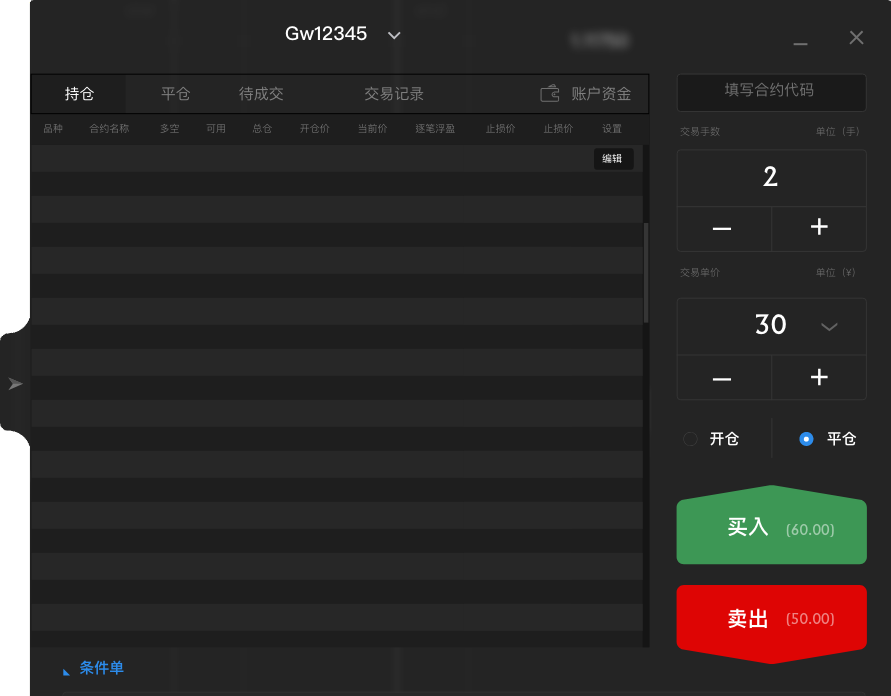 Gw12345
持仓 平仓 待成交 交易记录 账户资金
品种 合约名称 多空 可用 总仓 开仓价 当前价 逐笔浮盈 止损价 止损价 设置
编辑
条件单
填写合约代码
交易手数 单位（手）
2
— +
交易单价 单位（¥）
30
— +
开仓 平仓
买入 (60.00)
卖出 (50.00)